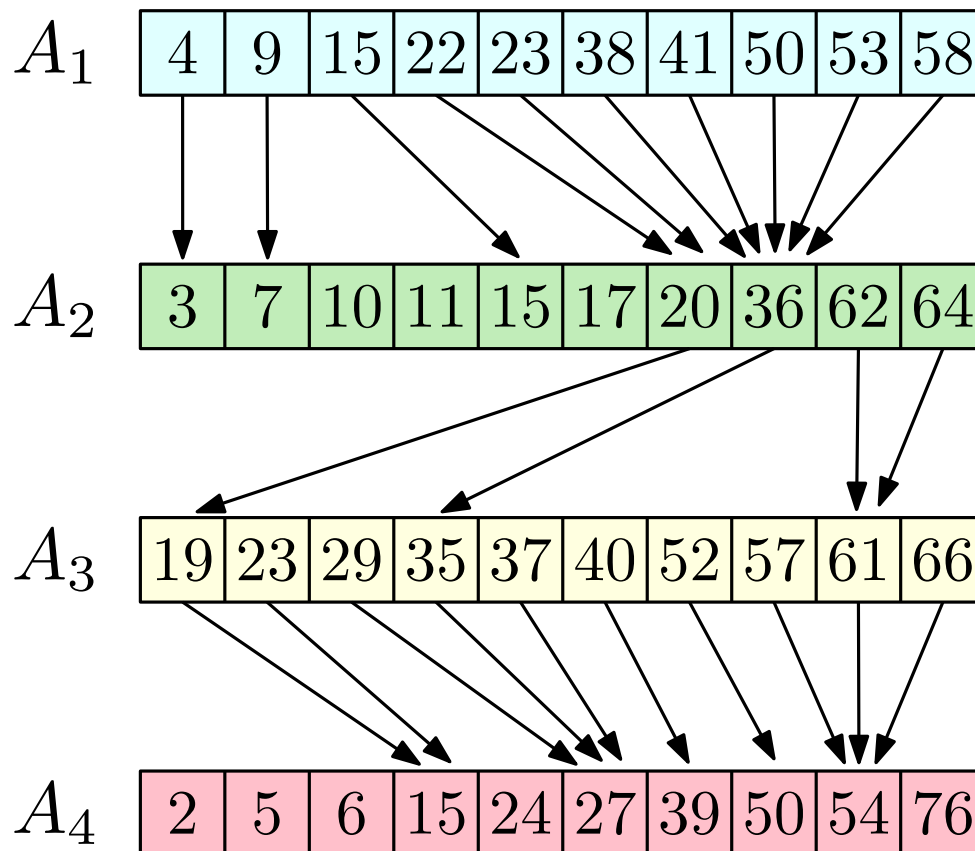 A₁ 4 9 15 22 23 38 41 50 53 58
A₂ 3 7 10 11 15 17 20 36 62 64
A₃ 19 23 29 35 37 40 52 57 61 66
A₄ 2 5 6 15 24 27 39 50 54 76